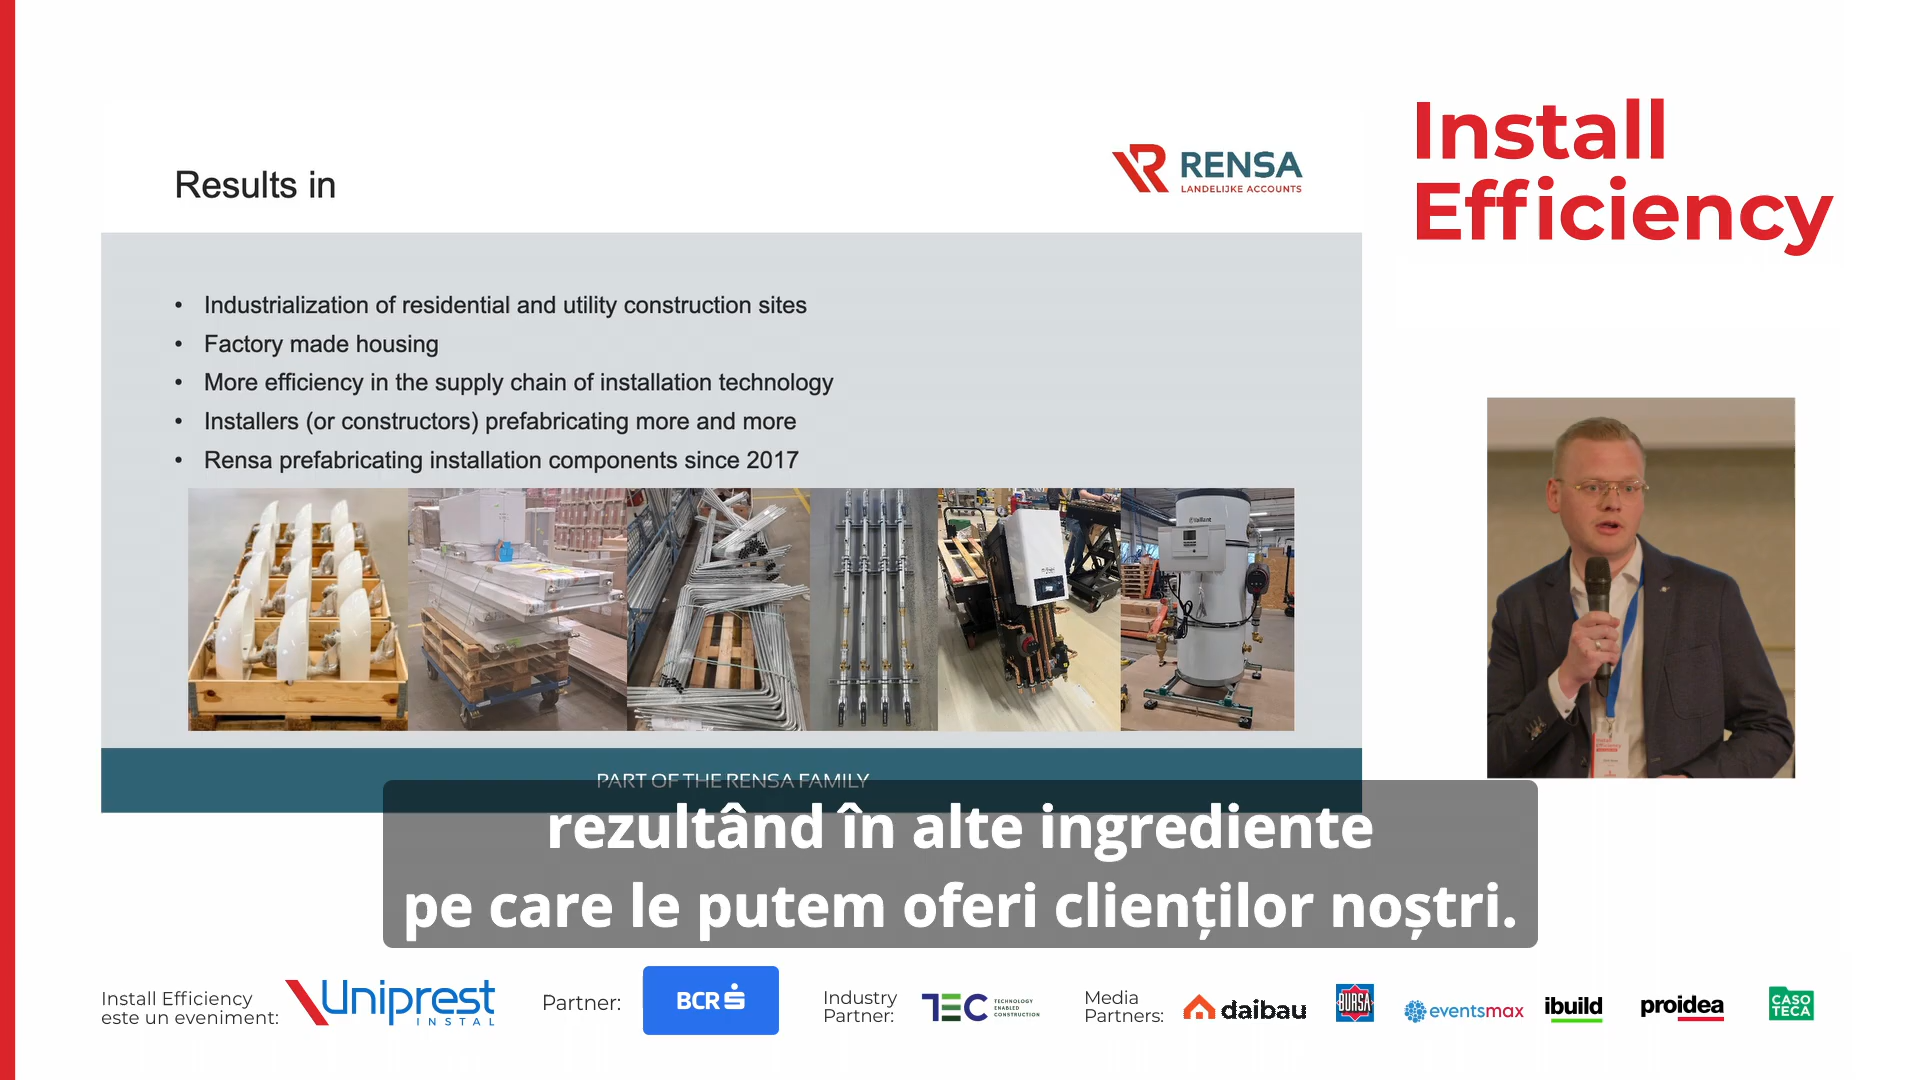 Install
Efficiency
Results in
RENSA
LANDELIJKE ACCOUNTS
• Industrialization of residential and utility construction sites
• Factory made housing
• More efficiency in the supply chain of installation technology
• Installers (or constructors) prefabricating more and more
• Rensa prefabricating installation components since 2017
Vaillant
PART OF THE RENSA FAMILY
rezultând în alte ingrediente
pe care le putem oferi clienților noștri.
Install Efficiency
este un eveniment:
Uniprest
INSTAL
Partner:
BCR
Industry
Partner:
TEC
TECHNOLOGY
ENABLED
CONSTRUCTION
Media
Partners:
daibau
BURSA
eventsmax
ibuild
proidea
CASO
TECA